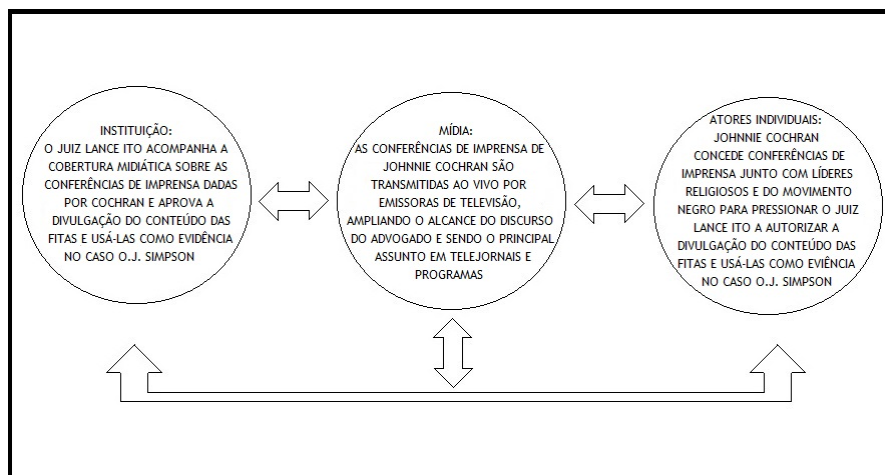 INSTITUIÇÃO:
O JUIZ LANCE ITO ACOMPANHA A
COBERTURA MIDIÁTICA SOBRE AS
CONFERÊNCIAS DE IMPRENSA DADAS
POR COCHRAN E APROVA A
DIVULGAÇÃO DO CONTEÚDO DAS
FITAS E USÁ-LAS COMO EVIDÊNCIA
NO CASO O.J. SIMPSON
MÍDIA:
AS CONFERÊNCIAS DE IMPRENSA DE
JOHNNIE COCHRAN SÃO
TRANSMITIDAS AO VIVO POR
EMISSORAS DE TELEVISÃO,
AMPLIANDO O ALCANCE DO DISCURSO
DO ADVOGADO E SENDO O PRINCIPAL
ASSUNTO EM TELEJORNAIS E
PROGRAMAS
ATORES INDIVIDUAIS:
JOHNNIE COCHRAN
CONCEDE CONFERÊNCIAS DE
IMPRENSA JUNTO COM LÍDERES
RELIGIOSOS E DO MOVIMENTO
NEGRO PARA PRESSIONAR O JUIZ
LANCE ITO A AUTORIZAR A
DIVULGAÇÃO DO CONTEÚDO DAS
FITAS E USÁ-LAS COMO EVIÊNCIA
NO CASO O.J. SIMPSON